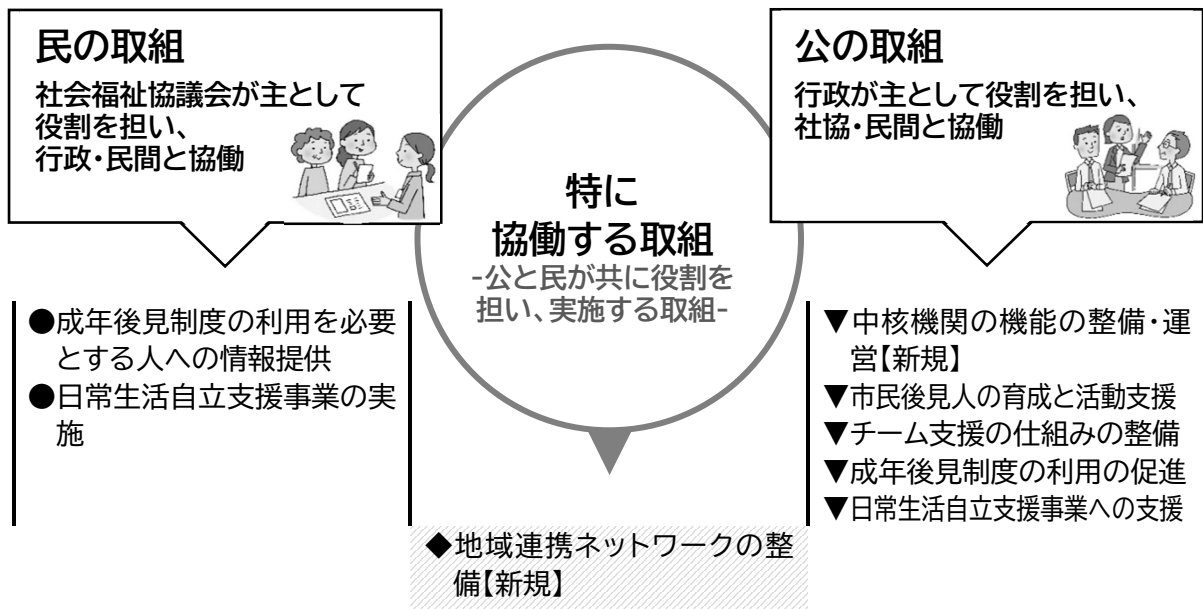 民の取組
社会福祉協議会が主として
役割を担い、
行政・民間と協働
特に
協働する取組
-公と民が共に役割を
担い、実施する取組-
公の取組
行政が主として役割を担い、
社協・民間と協働
●成年後見制度の利用を必要
とする人への情報提供
●日常生活自立支援事業の実
施
◆地域連携ネットワークの整
備【新規】
▼中核機関の機能の整備・運
営【新規】
▼市民後見人の育成と活動支援
▼チーム支援の仕組みの整備
▼成年後見制度の利用の促進
▼日常生活自立支援事業への支援